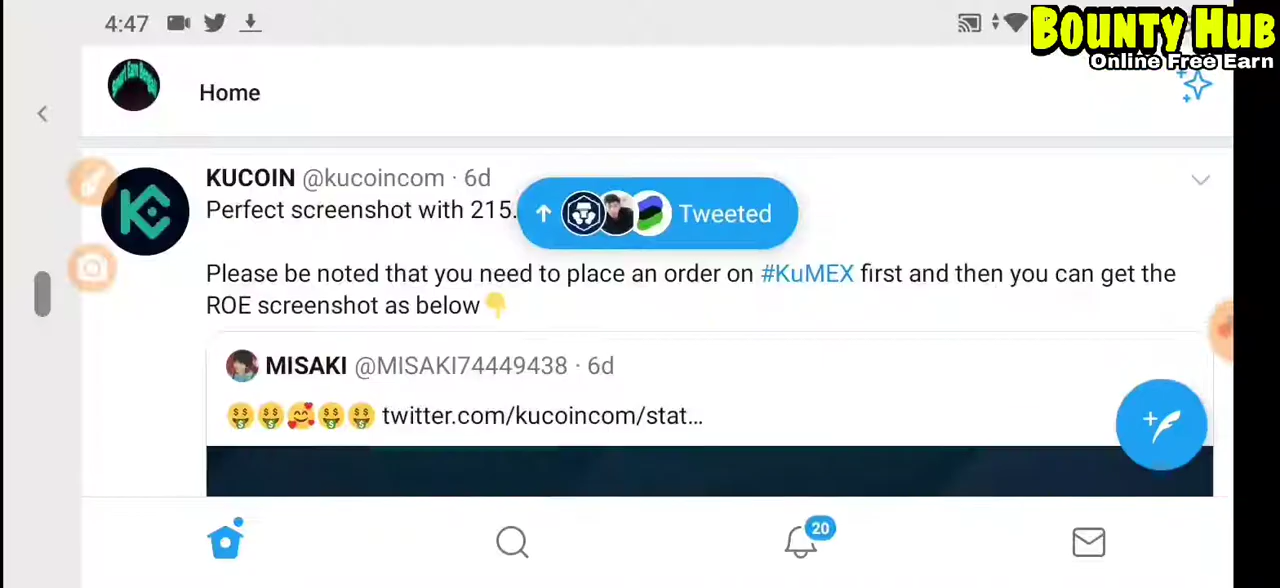 4:47
BOUNTY HUB
Online Free Earn
Home
KUCOIN @kucoincom · 6d
Perfect screenshot with 215.
Tweeted
Please be noted that you need to place an order on #KuMEX first and then you can get the
ROE screenshot as below👇
MISAKI @MISAKI74449438 · 6d
🤑🤑🥰🤑🤑 twitter.com/kucoincom/stat…
20